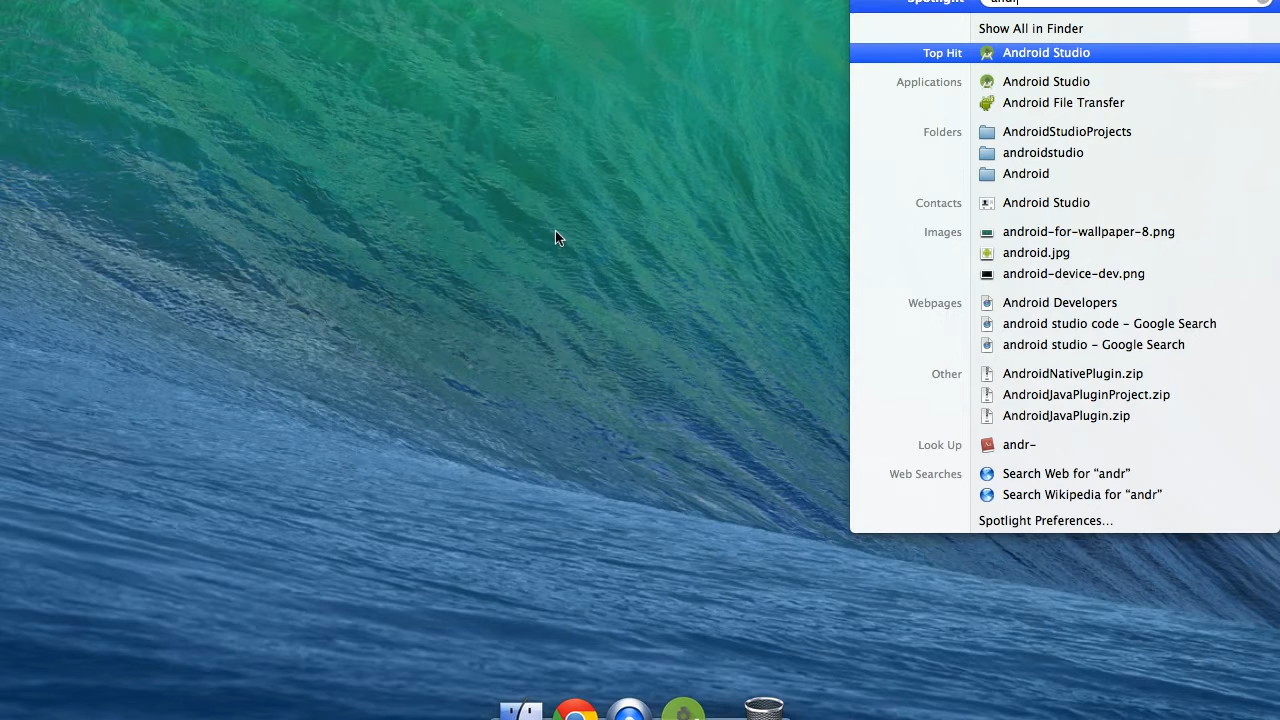 Spotlight andr
Show All in Finder
Top Hit Android Studio
Applications Android Studio
Android File Transfer
Folders AndroidStudioProjects
androidstudio
Android
Contacts Android Studio
Images android-for-wallpaper-8.png
android.jpg
android-device-dev.png
Webpages Android Developers
android studio code – Google Search
android studio – Google Search
Other AndroidNativePlugin.zip
AndroidJavaPluginProject.zip
AndroidJavaPlugin.zip
Look Up andr-
Web Searches Search Web for “andr”
Search Wikipedia for “andr”
Spotlight Preferences…